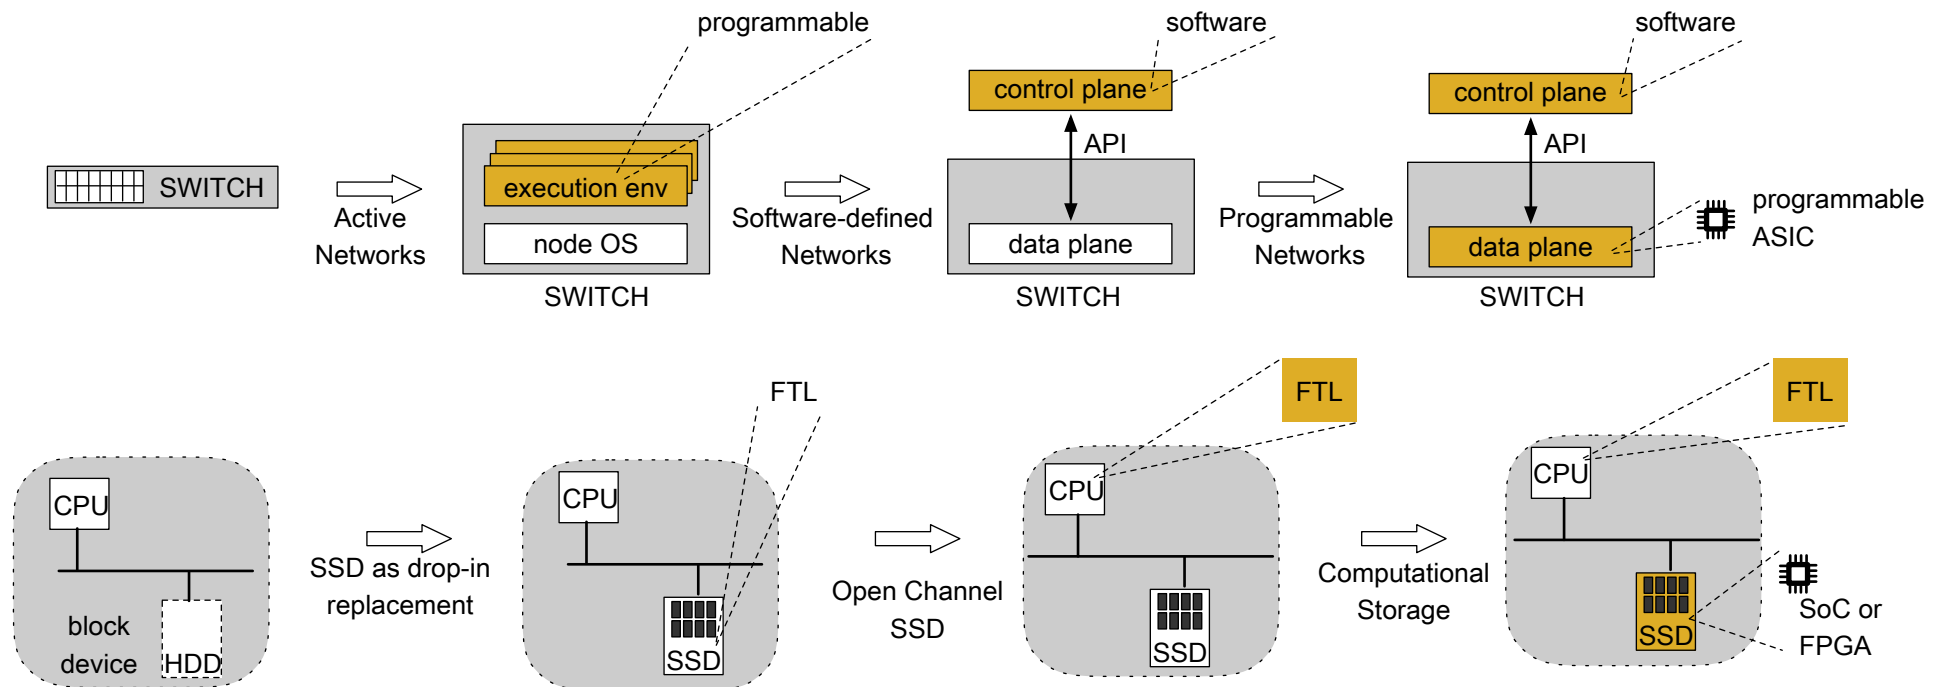 programmable
software
software
control plane
control plane
API
API
SWITCH
execution env
node OS
SWITCH
Active
Networks
Software-defined
Networks
data plane
SWITCH
Programmable
Networks
data plane
SWITCH
programmable
ASIC
FTL
FTL
FTL
CPU
block
device
HDD
SSD as drop-in
replacement
CPU
SSD
Open Channel
SSD
CPU
SSD
Computational
Storage
CPU
SSD
SoC or
FPGA